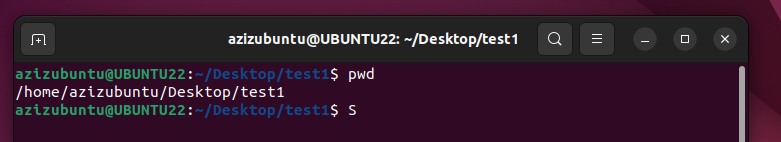 azizubuntu@UBUNTU22: ~/Desktop/test1
azizubuntu@UBUNTU22:~/Desktop/test1$ pwd
/home/azizubuntu/Desktop/test1
azizubuntu@UBUNTU22:~/Desktop/test1$ S